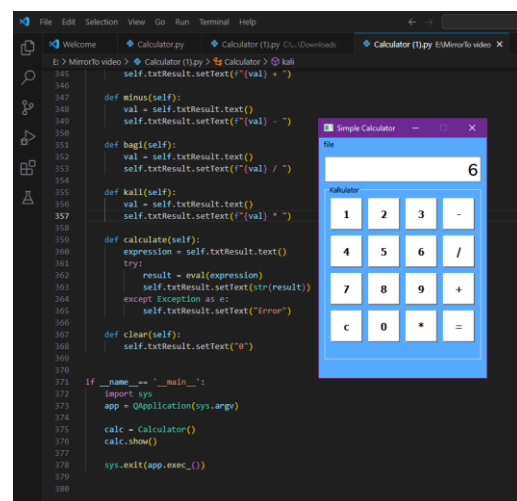 File Edit Selection View Go Run Terminal Help
Welcome Calculator.py Calculator (1).py C:\...\Downloads Calculator (1).py E:\MirrorTo video
E: > MirrorTo video > Calculator (1).py > Calculator > kali
345 self.txtResult.setText(f"{val} + ")
346
347 def minus(self):
348 val = self.txtResult.text()
349 self.txtResult.setText(f"{val} - ")
350
351 def bagi(self):
352 val = self.txtResult.text()
353 self.txtResult.setText(f"{val} / ")
354
355 def kali(self):
356 val = self.txtResult.text()
357 self.txtResult.setText(f"{val} * ")
358
359 def calculate(self):
360 expression = self.txtResult.text()
361 try:
362 result = eval(expression)
363 self.txtResult.setText(str(result))
364 except Exception as e:
365 self.txtResult.setText("Error")
366
367 def clear(self):
368 self.txtResult.setText("0")
369
370
371 if __name__== '__main__':
372 import sys
373 app = QApplication(sys.argv)
374
375 calc = Calculator()
376 calc.show()
377
378 sys.exit(app.exec_())
379
380
Simple Calculator
file
6
Kalkulator
1 2 3 -
4 5 6 /
7 8 9 +
c 0 * =